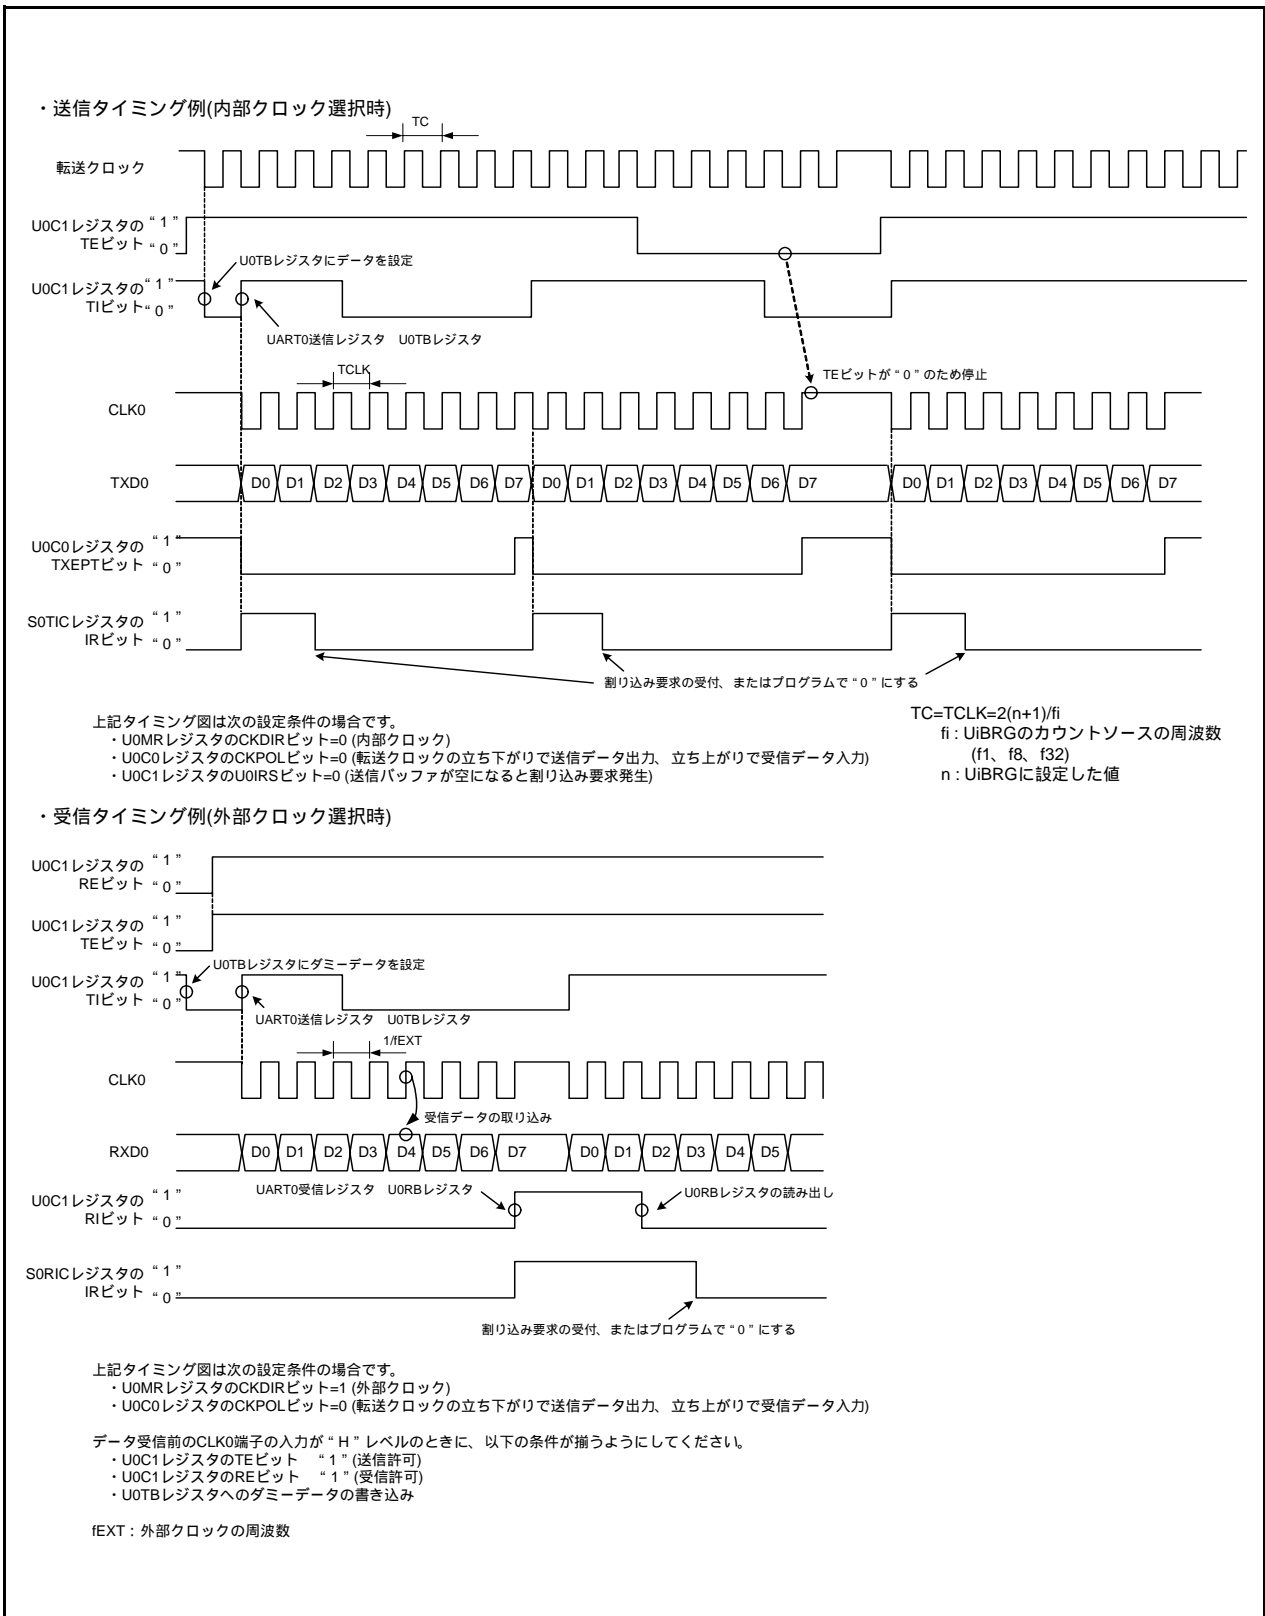 ・送信タイミング例(内部クロック選択時)
TC
転送クロック
U0C1レジスタの “ 1 ”
TEビット “ 0 ”
U0TBレジスタにデータを設定
U0C1レジスタの “ 1 ”
TIビット “ 0 ”
UART0送信レジスタ U0TBレジスタ
TCLK
TEビットが “ 0 ” のため停止
CLK0
TXD0 D0 D1 D2 D3 D4 D5 D6 D7 D0 D1 D2 D3 D4 D5 D6 D7 D0 D1 D2 D3 D4 D5 D6 D7
U0C0レジスタの “ 1 ”
TXEPTビット “ 0 ”
S0TICレジスタの “ 1 ”
IRビット “ 0 ”
割り込み要求の受付、またはプログラムで “ 0 ” にする
上記タイミング図は次の設定条件の場合です。
・U0MRレジスタのCKDIRビット=0 (内部クロック)
・U0C0レジスタのCKPOLビット=0 (転送クロックの立ち下がりで送信データ出力、立ち上がりで受信データ入力)
・U0C1レジスタのU0IRSビット=0 (送信バッファが空になると割り込み要求発生)
TC=TCLK=2(n+1)/fi
fi : UiBRGのカウントソースの周波数
(f1、f8、f32)
n : UiBRGに設定した値
・受信タイミング例(外部クロック選択時)
U0C1レジスタの “ 1 ”
REビット “ 0 ”
U0C1レジスタの “ 1 ”
TEビット “ 0 ”
U0TBレジスタにダミーデータを設定
U0C1レジスタの “ 1 ”
TIビット “ 0 ”
UART0送信レジスタ U0TBレジスタ
1/fEXT
CLK0
受信データの取り込み
RXD0 D0 D1 D2 D3 D4 D5 D6 D7 D0 D1 D2 D3 D4 D5
UART0受信レジスタ U0RBレジスタ
U0RBレジスタの読み出し
U0C1レジスタの “ 1 ”
RIビット “ 0 ”
S0RICレジスタの “ 1 ”
IRビット “ 0 ”
割り込み要求の受付、またはプログラムで “ 0 ” にする
上記タイミング図は次の設定条件の場合です。
・U0MRレジスタのCKDIRビット=1 (外部クロック)
・U0C0レジスタのCKPOLビット=0 (転送クロックの立ち下がりで送信データ出力、立ち上がりで受信データ入力)
データ受信前のCLK0端子の入力が “ H ” レベルのときに、以下の条件が揃うようにしてください。
・U0C1レジスタのTEビット “ 1 ” (送信許可)
・U0C1レジスタのREビット “ 1 ” (受信許可)
・U0TBレジスタへのダミーデータの書き込み
fEXT : 外部クロックの周波数